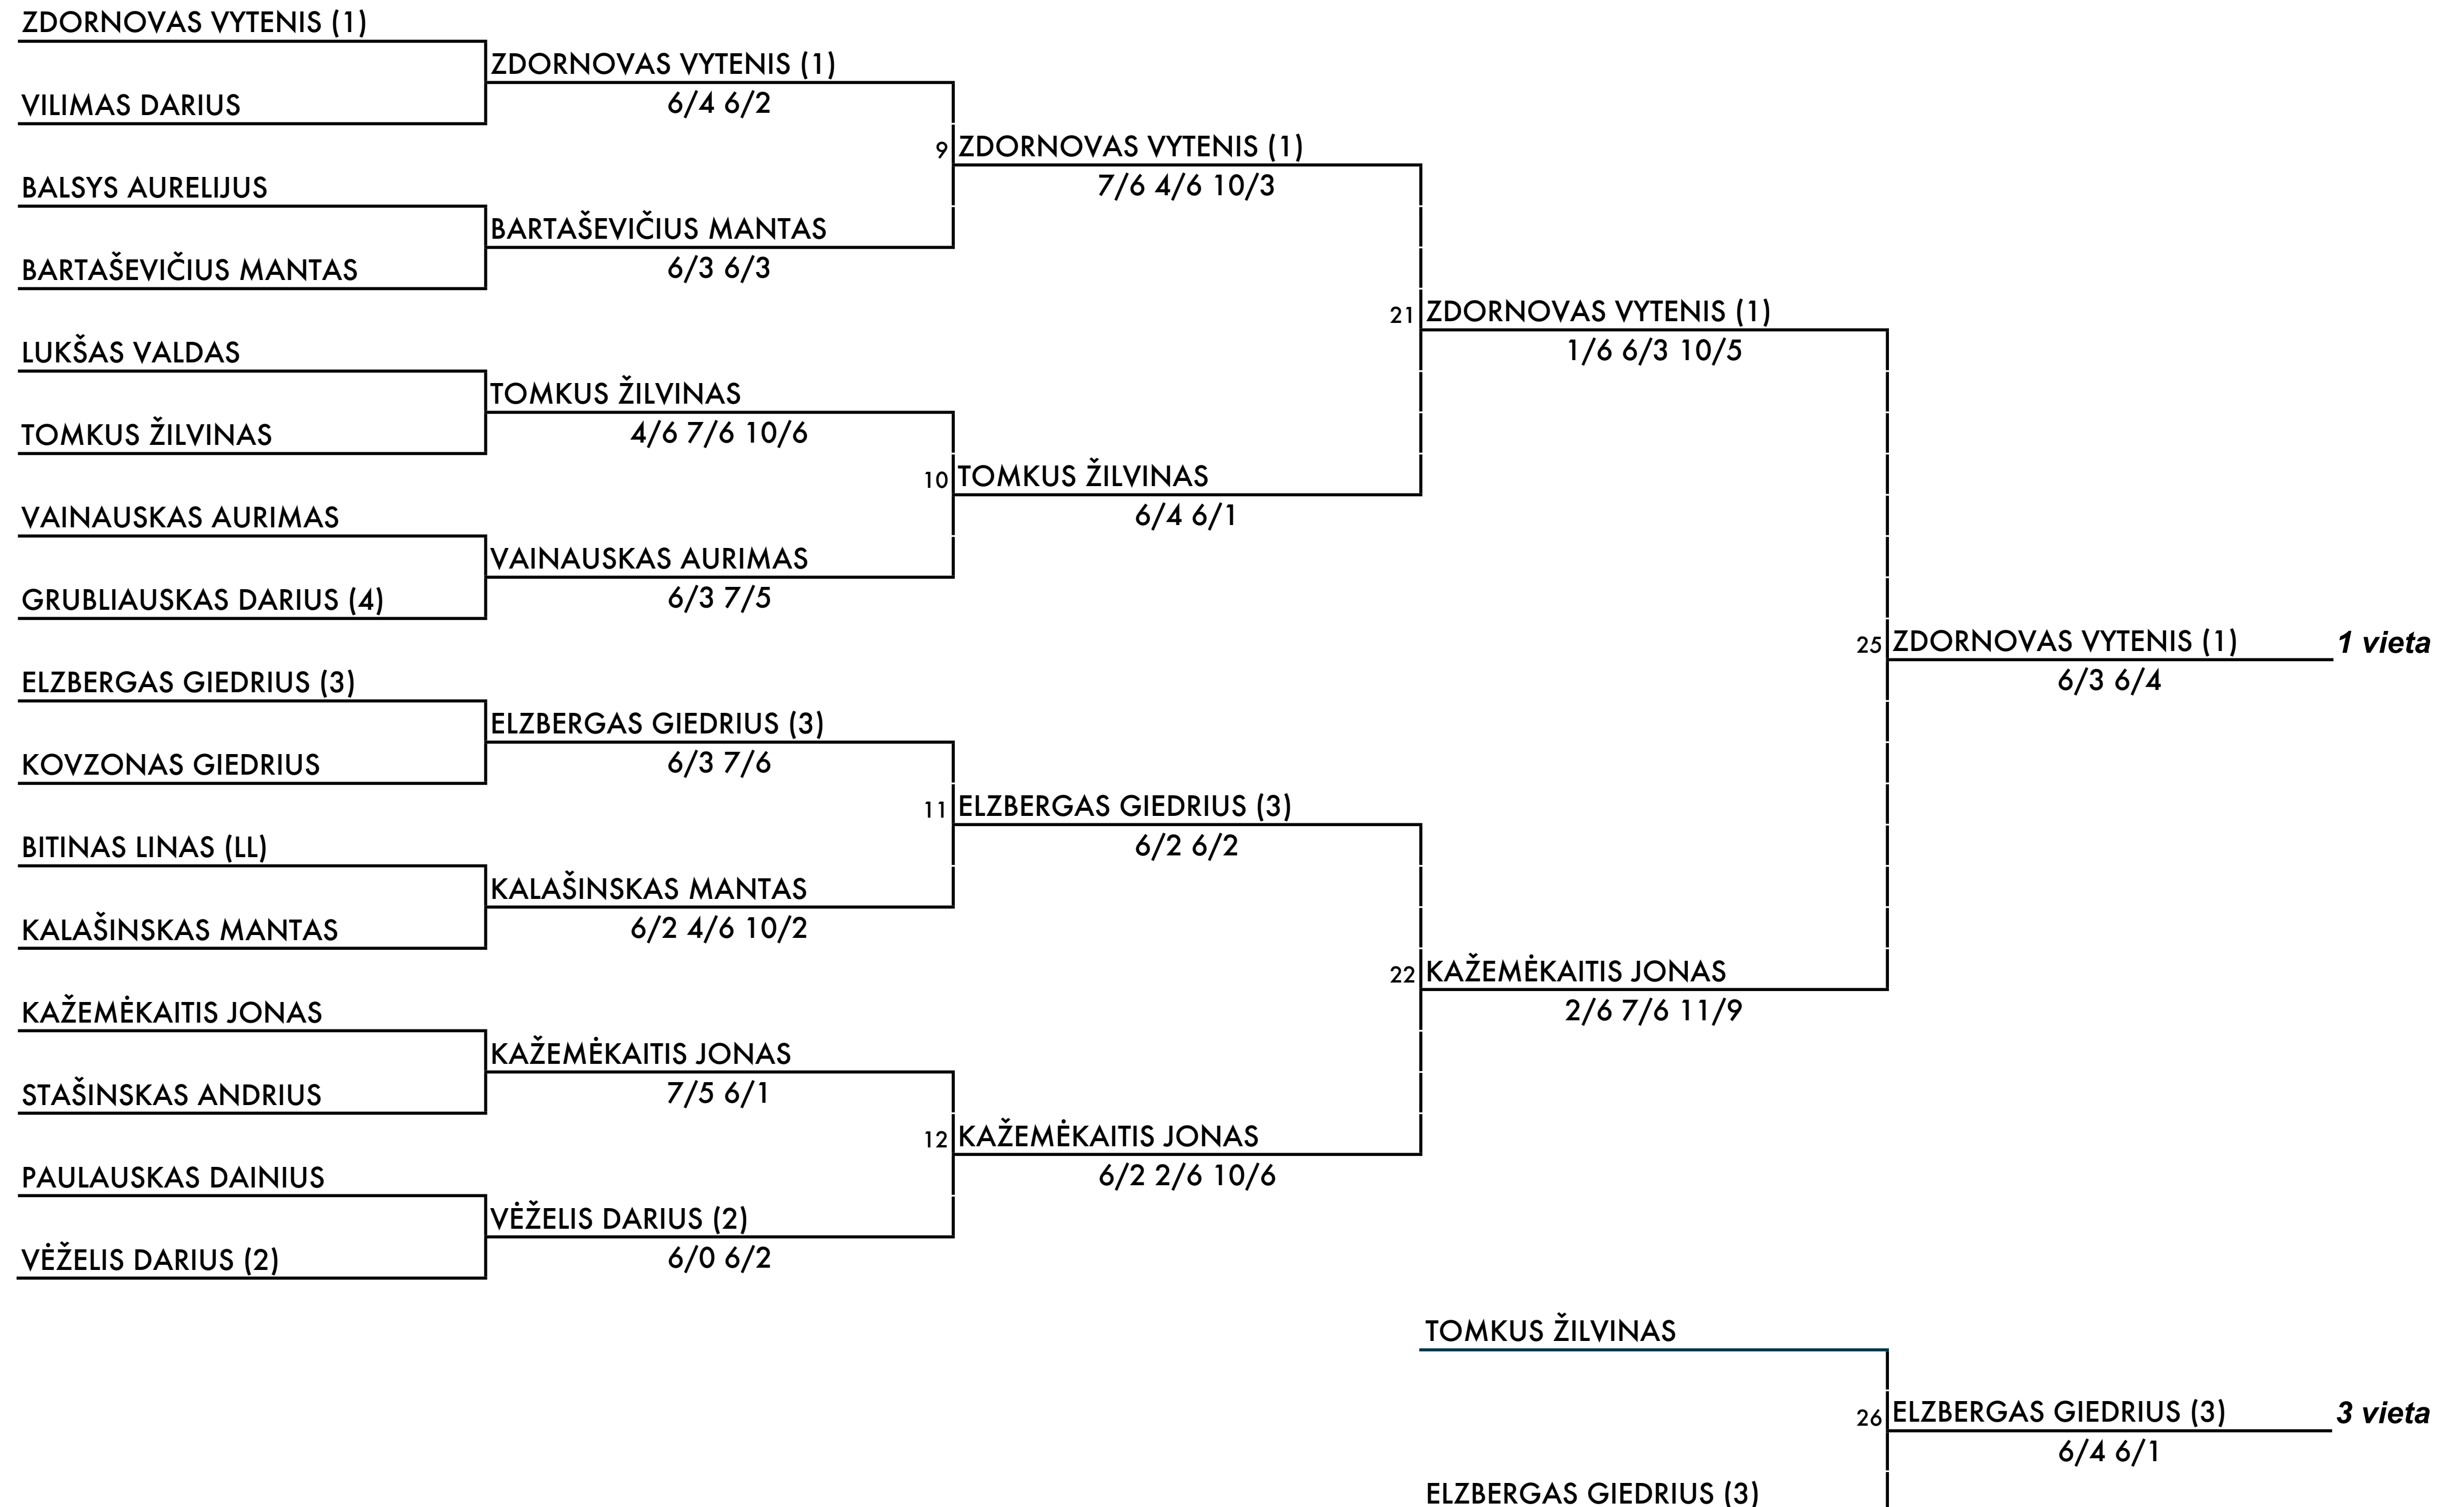 ZDORNOVAS VYTENIS (1)
ZDORNOVAS VYTENIS (1)
VILIMAS DARIUS
6/4 6/2
9 ZDORNOVAS VYTENIS (1)
BALSYS AURELIJUS
7/6 4/6 10/3
BARTAŠEVIČIUS MANTAS
BARTAŠEVIČIUS MANTAS
6/3 6/3
21 ZDORNOVAS VYTENIS (1)
LUKŠAS VALDAS
1/6 6/3 10/5
TOMKUS ŽILVINAS
TOMKUS ŽILVINAS
4/6 7/6 10/6
10 TOMKUS ŽILVINAS
VAINAUSKAS AURIMAS
6/4 6/1
VAINAUSKAS AURIMAS
GRUBLIAUSKAS DARIUS (4)
6/3 7/5
25 ZDORNOVAS VYTENIS (1) 1 vieta
ELZBERGAS GIEDRIUS (3)
6/3 6/4
ELZBERGAS GIEDRIUS (3)
KOVZONAS GIEDRIUS
6/3 7/6
11 ELZBERGAS GIEDRIUS (3)
BITINAS LINAS (LL)
6/2 6/2
KALAŠINSKAS MANTAS
KALAŠINSKAS MANTAS
6/2 4/6 10/2
22 KAŽEMĖKAITIS JONAS
KAŽEMĖKAITIS JONAS
2/6 7/6 11/9
KAŽEMĖKAITIS JONAS
STAŠINSKAS ANDRIUS
7/5 6/1
12 KAŽEMĖKAITIS JONAS
PAULAUSKAS DAINIUS
6/2 2/6 10/6
VĖŽELIS DARIUS (2)
VĖŽELIS DARIUS (2)
6/0 6/2
TOMKUS ŽILVINAS
26 ELZBERGAS GIEDRIUS (3) 3 vieta
6/4 6/1
ELZBERGAS GIEDRIUS (3)